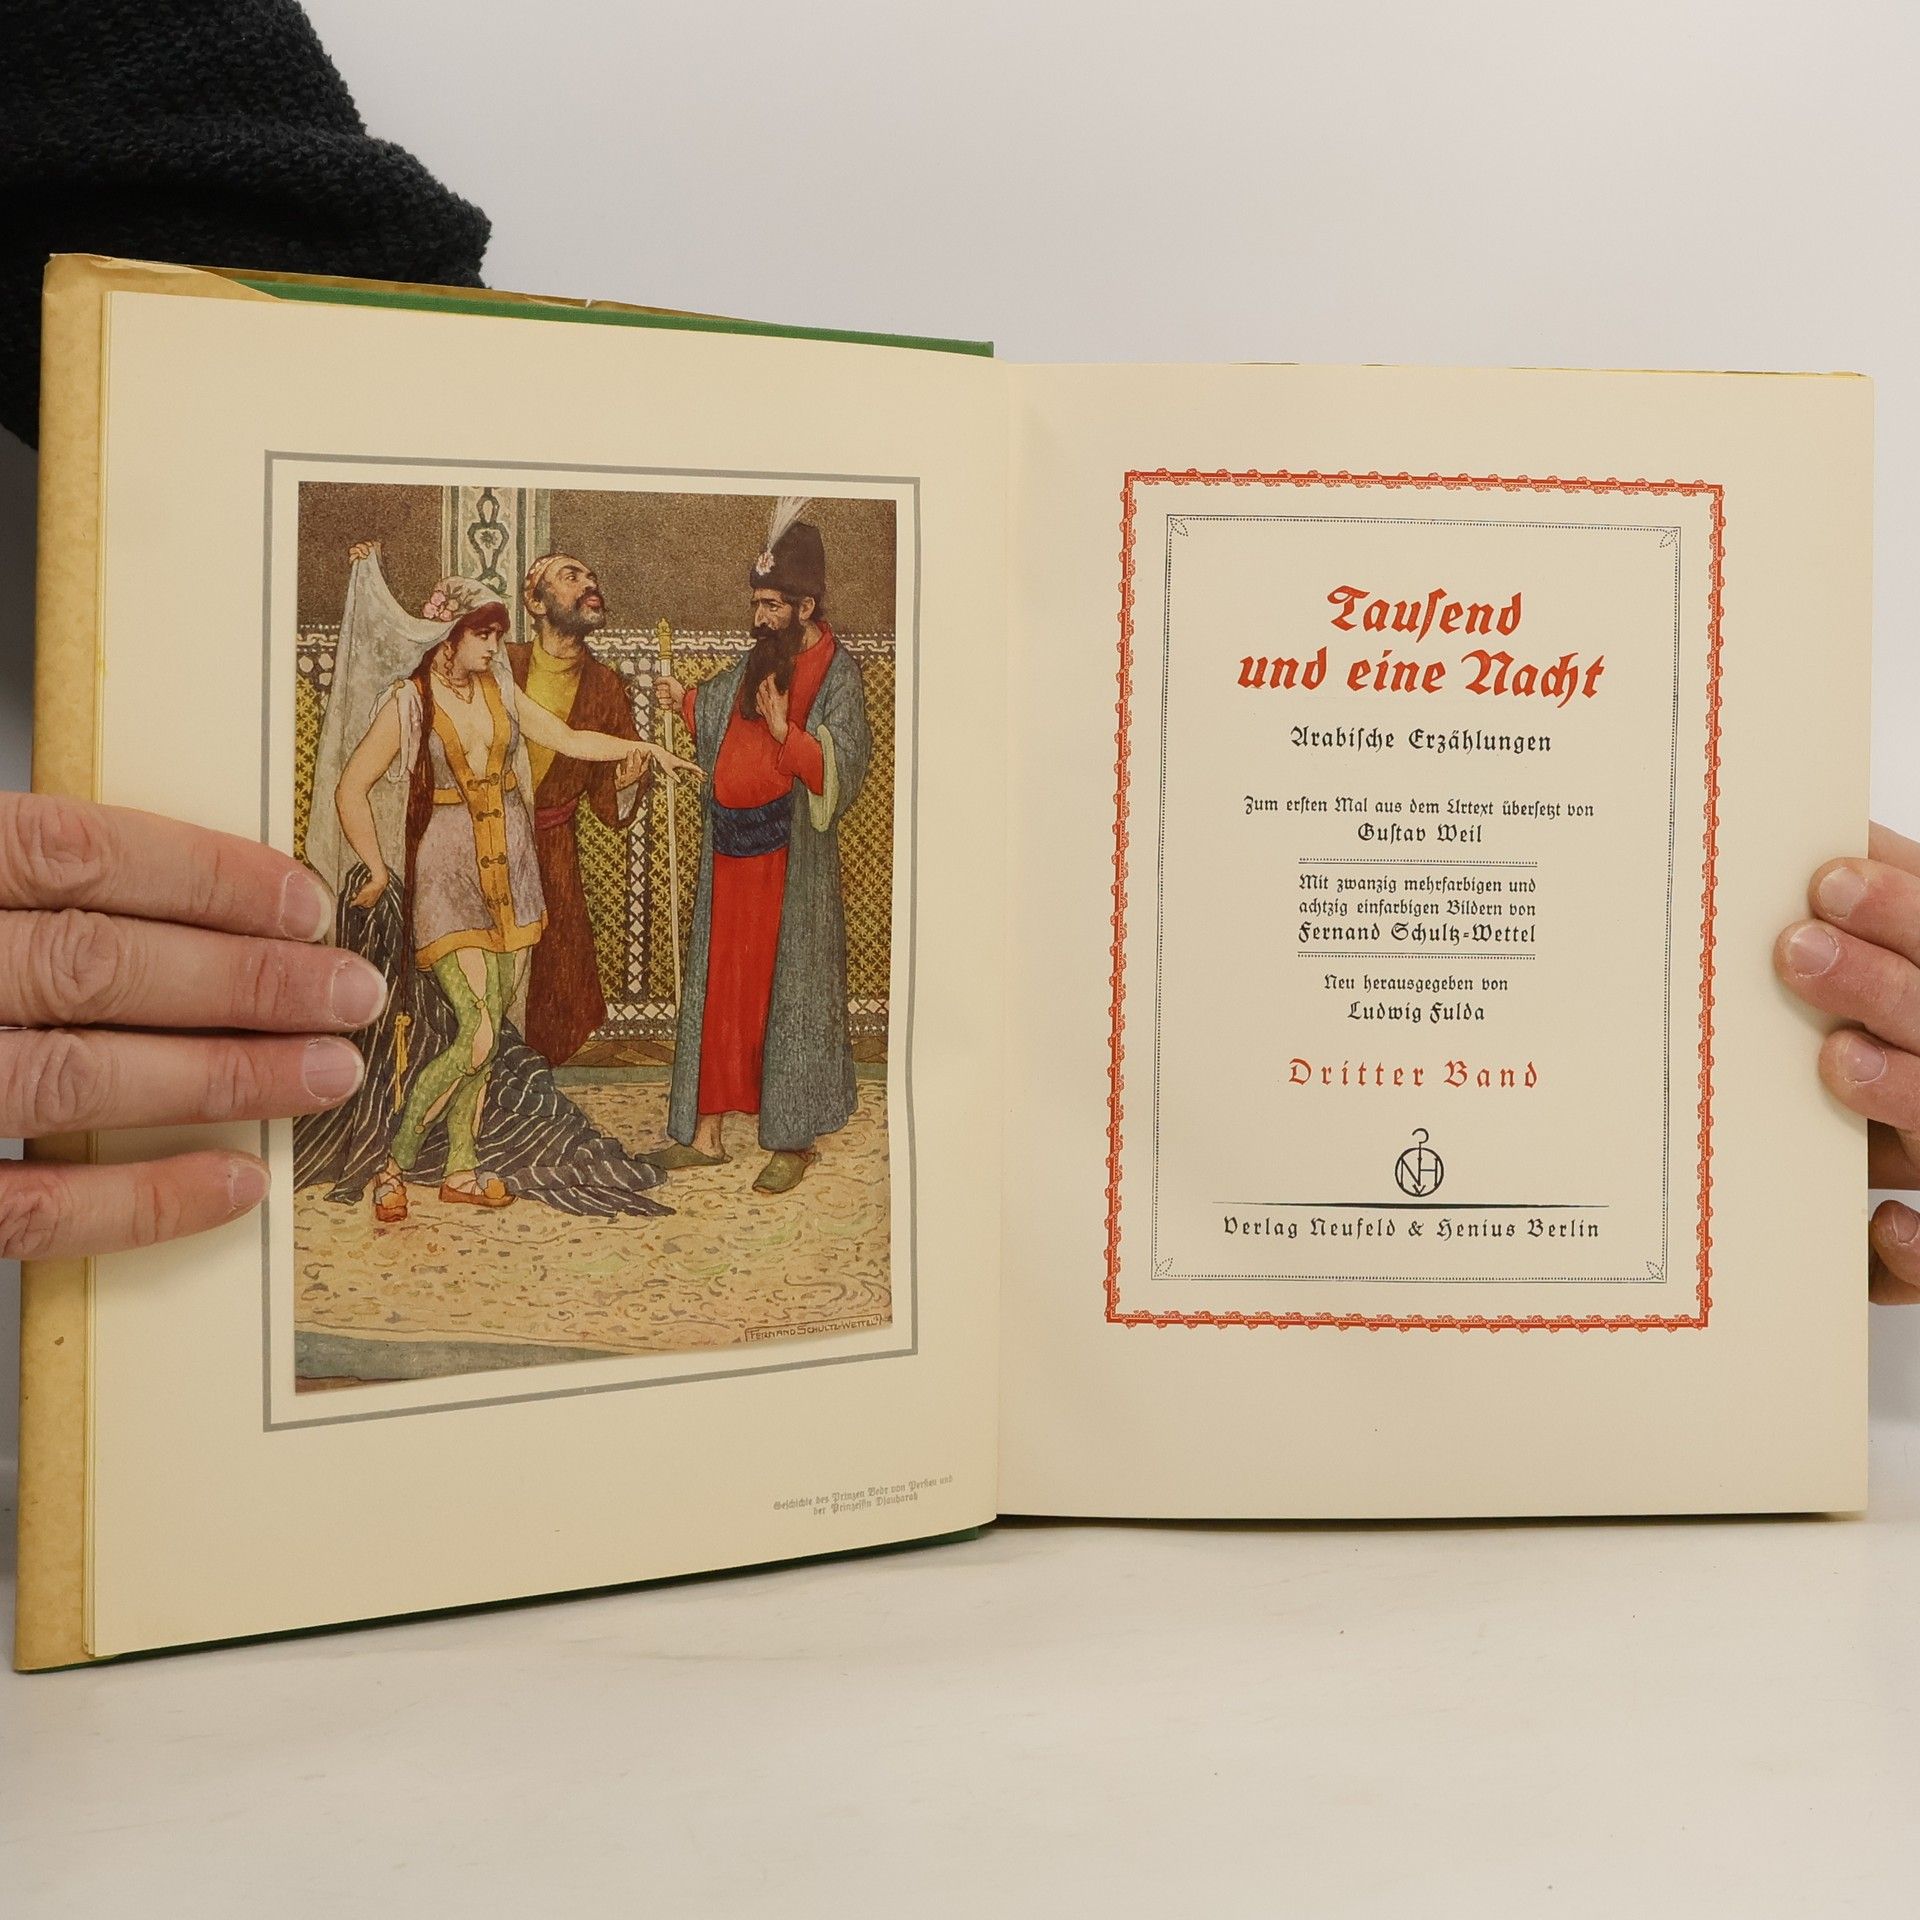 FERNAND SCHULTZ-WETTEL
Geschichte des Prinzen Bedr von Persien und
der Prinzessin Djauharah
Tausend
und eine Nacht
Arabische Erzählungen
Zum ersten Mal aus dem Urtext übersetzt von
Gustav Weil
Mit zwanzig mehrfarbigen und
achtzig einfarbigen Bildern von
Fernand Schultz-Wettel
Neu herausgegeben von
Ludwig Fulda
Dritter Band
NH
Verlag Neufeld & Henius Berlin